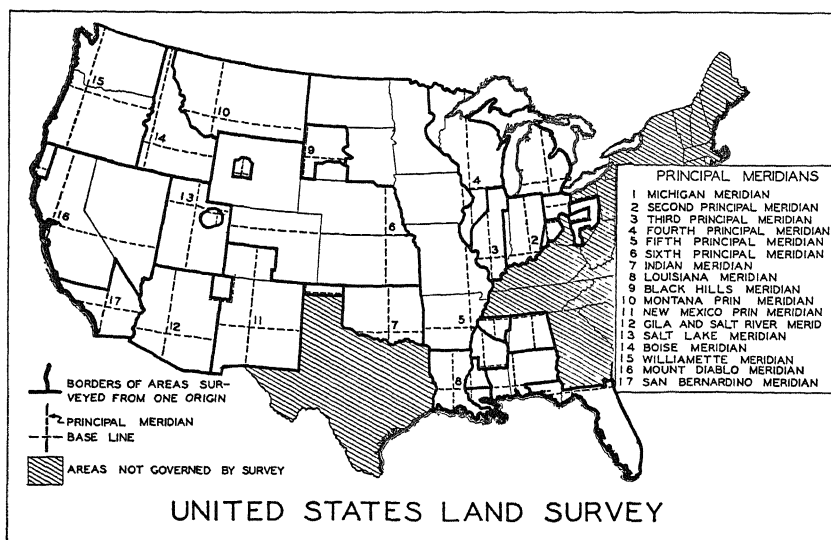 PRINCIPAL MERIDIANS
1 MICHIGAN MERIDIAN
2 SECOND PRINCIPAL MERIDIAN
3 THIRD PRINCIPAL MERIDIAN
4 FOURTH PRINCIPAL MERIDIAN
5 FIFTH PRINCIPAL MERIDIAN
6 SIXTH PRINCIPAL MERIDIAN
7 INDIAN MERIDIAN
8 LOUISIANA MERIDIAN
9 BLACK HILLS MERIDIAN
10 MONTANA PRIN MERIDIAN
11 NEW MEXICO PRIN MERIDIAN
12 GILA AND SALT RIVER MERID
13 SALT LAKE MERIDIAN
14 BOISE MERIDIAN
15 WILLIAMETTE MERIDIAN
16 MOUNT DIABLO MERIDIAN
17 SAN BERNARDINO MERIDIAN
15
10
14
9
4
13
16
6
3
2
17
12
11
7
5
8
BORDERS OF AREAS SUR-
VEYED FROM ONE ORIGIN
PRINCIPAL MERIDIAN
BASE LINE
AREAS NOT GOVERNED BY SURVEY
UNITED STATES LAND SURVEY